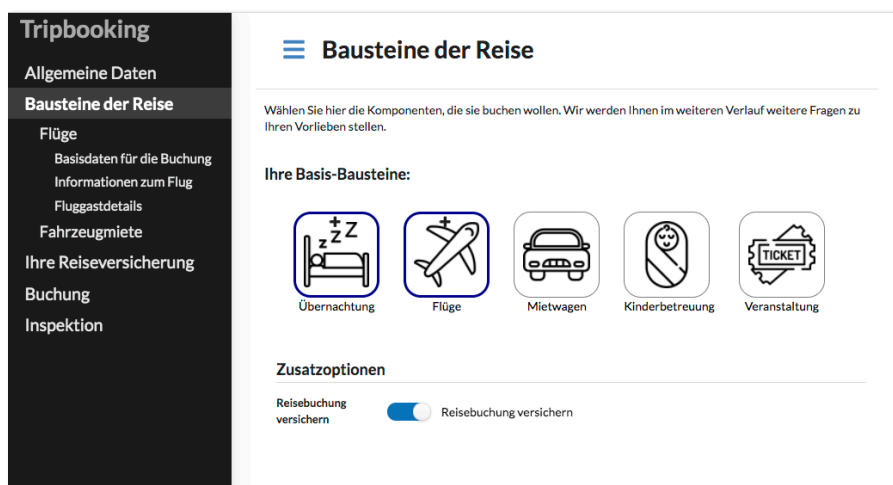 Tripbooking
Allgemeine Daten
Bausteine der Reise
Flüge
Basisdaten für die Buchung
Informationen zum Flug
Fluggastdetails
Fahrzeugmiete
Ihre Reiseversicherung
Buchung
Inspektion
Bausteine der Reise
Wählen Sie hier die Komponenten, die sie buchen wollen. Wir werden Ihnen im weiteren Verlauf weitere Fragen zu
Ihren Vorlieben stellen.
Ihre Basis-Bausteine:
z z Z
TICKET
Übernachtung
Flüge
Mietwagen
Kinderbetreuung
Veranstaltung
Zusatzoptionen
Reisebuchung
versichern
Reisebuchung versichern